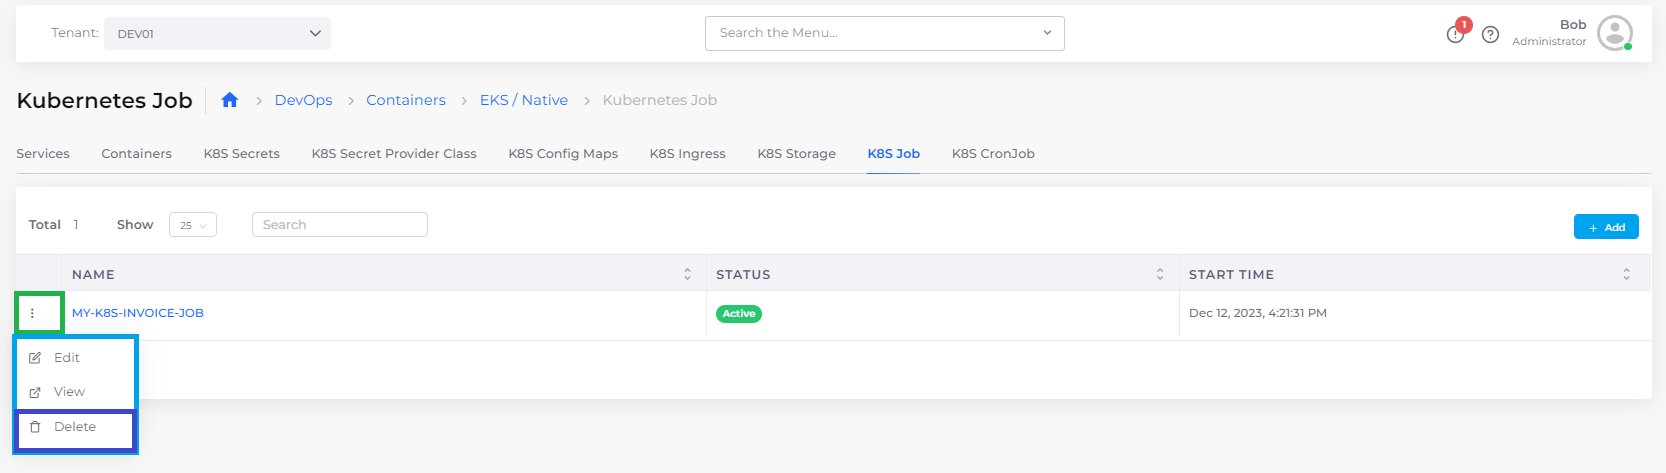 Tenant: DEV01 Search the Menu... 1 Bob
Administrator
Kubernetes Job DevOps Containers EKS / Native Kubernetes Job
Services Containers K8S Secrets K8S Secret Provider Class K8S Config Maps K8S Ingress K8S Storage K8S Job K8S CronJob
Total 1 Show 25 Search + Add
NAME STATUS START TIME
MY-K8S-INVOICE-JOB Active Dec 12, 2023, 4:21:31 PM
Edit
View
Delete